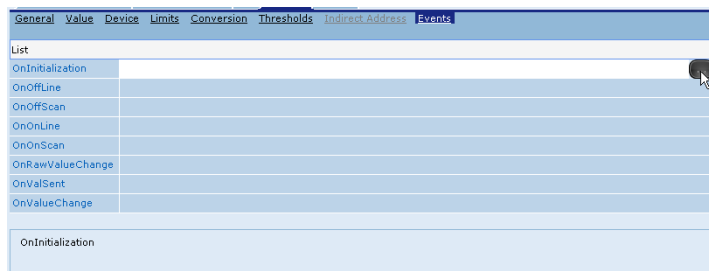 General Value Device Limits Conversion Thresholds Indirect Address Events
List
OnInitialization
OnOffLine
OnOffScan
OnOnLine
OnOnScan
OnRawValueChange
OnValSent
OnValueChange
OnInitialization